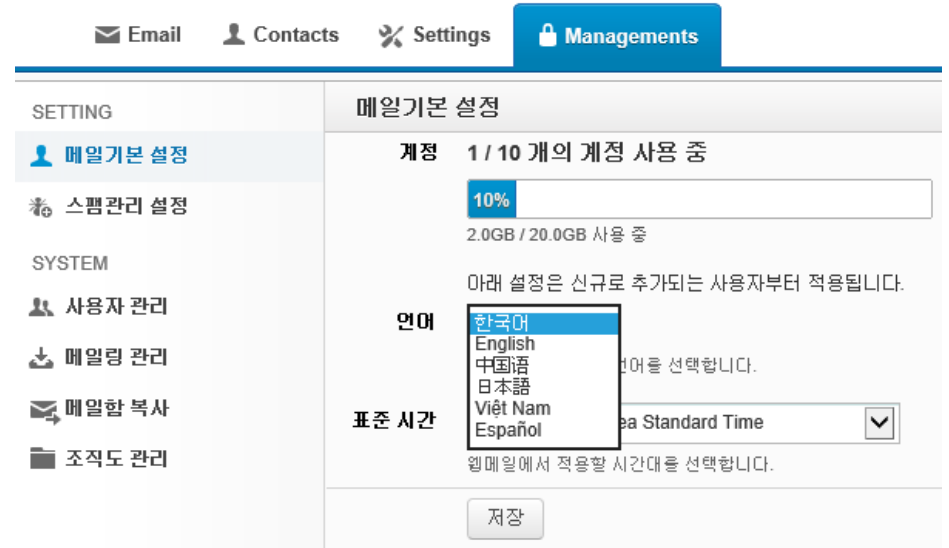 Email Contacts Settings Managements
SETTING
메일기본 설정
스팸관리 설정
SYSTEM
사용자 관리
메일링 관리
메일함 복사
조직도 관리
메일기본 설정
계정 1 / 10 개의 계정 사용 중
10%
2.0GB / 20.0GB 사용 중
아래 설정은 신규로 추가되는 사용자부터 적용됩니다.
언어 한국어
English
中国语
日本語
Việt Nam
Español
언어를 선택합니다.
표준 시간 ea Standard Time
웹메일에서 적용할 시간대를 선택합니다.
저장